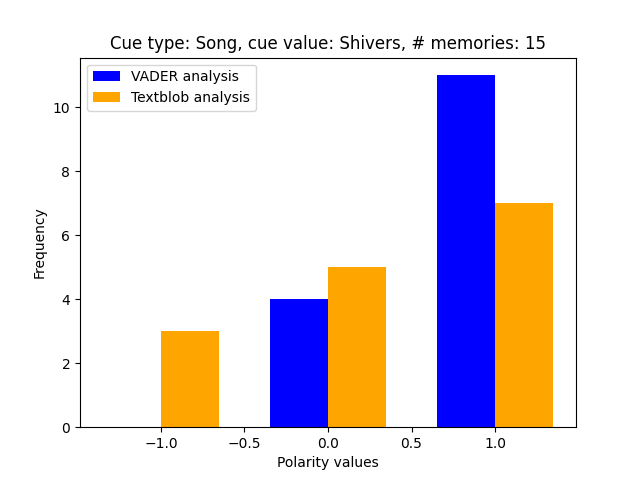 Cue type: Song, cue value: Shivers, # memories: 15
VADER analysis
Textblob analysis
Frequency
10
8
6
4
2
0
−1.0 −0.5 0.0 0.5 1.0
Polarity values